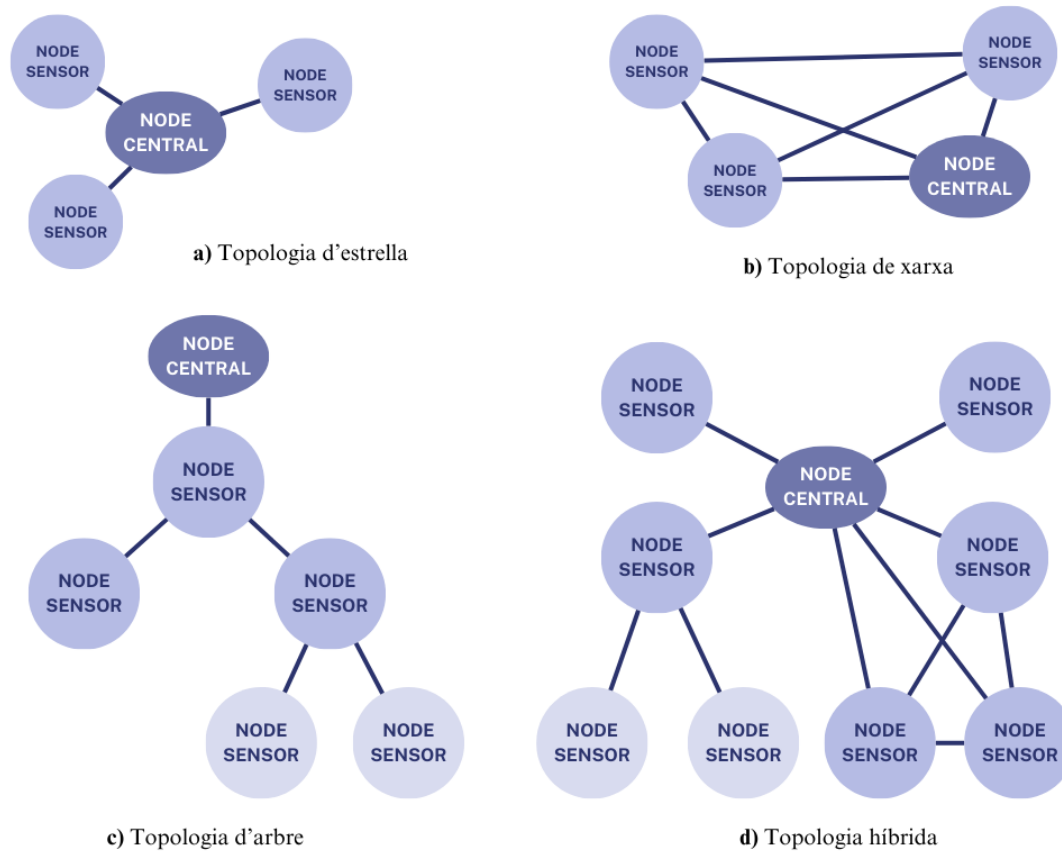 NODE
SENSOR
NODE
SENSOR
NODE
CENTRAL
NODE
SENSOR
a) Topologia d'estrella
NODE
SENSOR
NODE
SENSOR
NODE
SENSOR
NODE
CENTRAL
b) Topologia de xarxa
NODE
CENTRAL
NODE
SENSOR
NODE
SENSOR
NODE
SENSOR
NODE
SENSOR
NODE
SENSOR
c) Topologia d'arbre
NODE
SENSOR
NODE
SENSOR
NODE
CENTRAL
NODE
SENSOR
NODE
SENSOR
NODE
SENSOR
NODE
SENSOR
NODE
SENSOR
NODE
SENSOR
d) Topologia híbrida